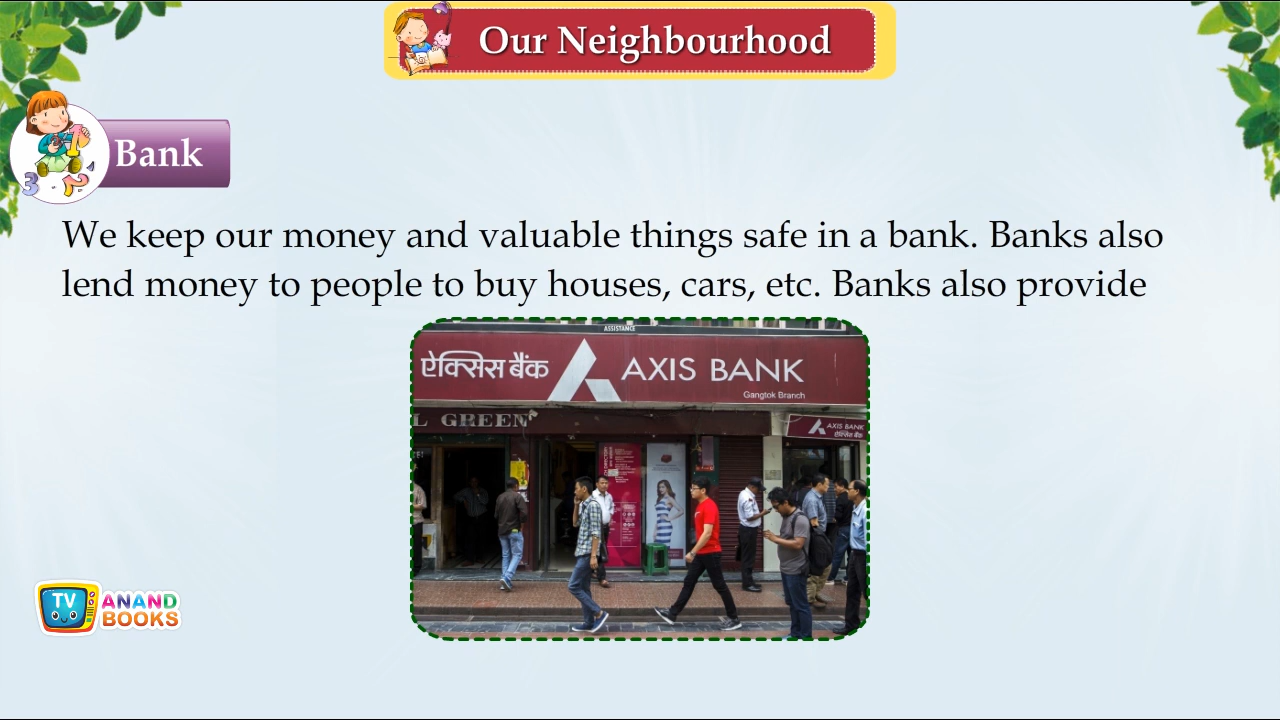 Our Neighbourhood
Bank
We keep our money and valuable things safe in a bank. Banks also
lend money to people to buy houses, cars, etc. Banks also provide
ASSISTANCE
ऐक्सिस बैंक AXIS BANK
Gangtok Branch
L GREEN
AXIS BANK
ऐक्सिस बैंक
TV ANAND
BOOKS